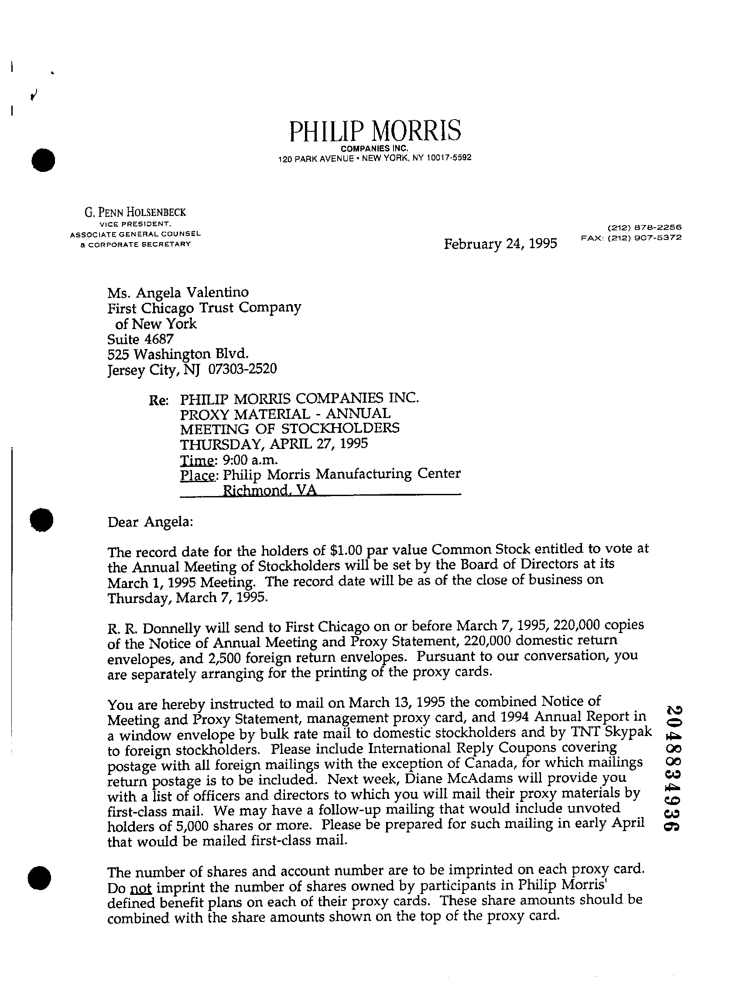 PHILIP MORRIS
COMPANIES INC.
120 PARK AVENUE • NEW YORK, NY 10017-5592
G. PENN HOLSENBECK
VICE PRESIDENT,
ASSOCIATE GENERAL COUNSEL
& CORPORATE SECRETARY
(212) 878-2256
FAX: (212) 907-5372
February 24, 1995
Ms. Angela Valentino
First Chicago Trust Company
of New York
Suite 4687
525 Washington Blvd.
Jersey City, NJ 07303-2520
Re: PHILIP MORRIS COMPANIES INC.
PROXY MATERIAL - ANNUAL
MEETING OF STOCKHOLDERS
THURSDAY, APRIL 27, 1995
Time: 9:00 a.m.
Place: Philip Morris Manufacturing Center
Richmond, VA
Dear Angela:
The record date for the holders of $1.00 par value Common Stock entitled to vote at
the Annual Meeting of Stockholders will be set by the Board of Directors at its
March 1, 1995 Meeting. The record date will be as of the close of business on
Thursday, March 7, 1995.
R. R. Donnelly will send to First Chicago on or before March 7, 1995, 220,000 copies
of the Notice of Annual Meeting and Proxy Statement, 220,000 domestic return
envelopes, and 2,500 foreign return envelopes. Pursuant to our conversation, you
are separately arranging for the printing of the proxy cards.
You are hereby instructed to mail on March 13, 1995 the combined Notice of
Meeting and Proxy Statement, management proxy card, and 1994 Annual Report in
a window envelope by bulk rate mail to domestic stockholders and by TNT Skypak
to foreign stockholders. Please include International Reply Coupons covering
postage with all foreign mailings with the exception of Canada, for which mailings
return postage is to be included. Next week, Diane McAdams will provide you
with a list of officers and directors to which you will mail their proxy materials by
first-class mail. We may have a follow-up mailing that would include unvoted
holders of 5,000 shares or more. Please be prepared for such mailing in early April
that would be mailed first-class mail.
The number of shares and account number are to be imprinted on each proxy card.
Do not imprint the number of shares owned by participants in Philip Morris'
defined benefit plans on each of their proxy cards. These share amounts should be
combined with the share amounts shown on the top of the proxy card.
2048834936